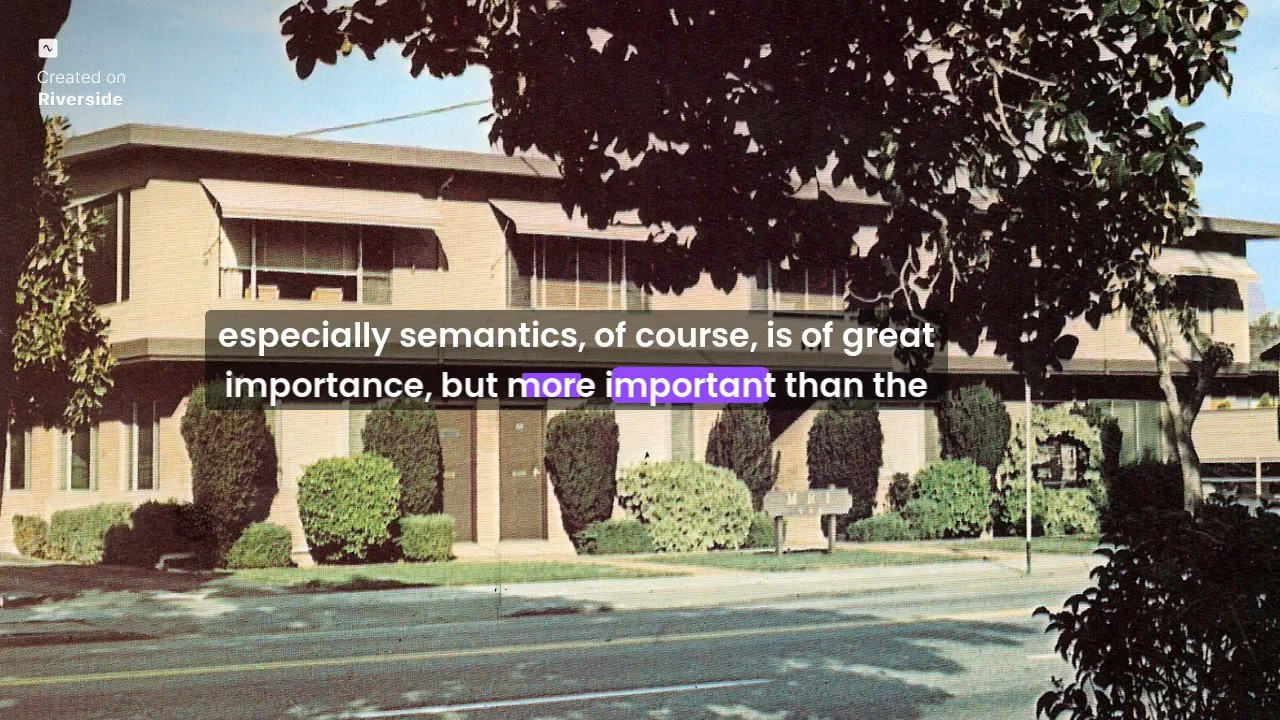 Created on
Riverside
especially semantics, of course, is of great
importance, but more important than the